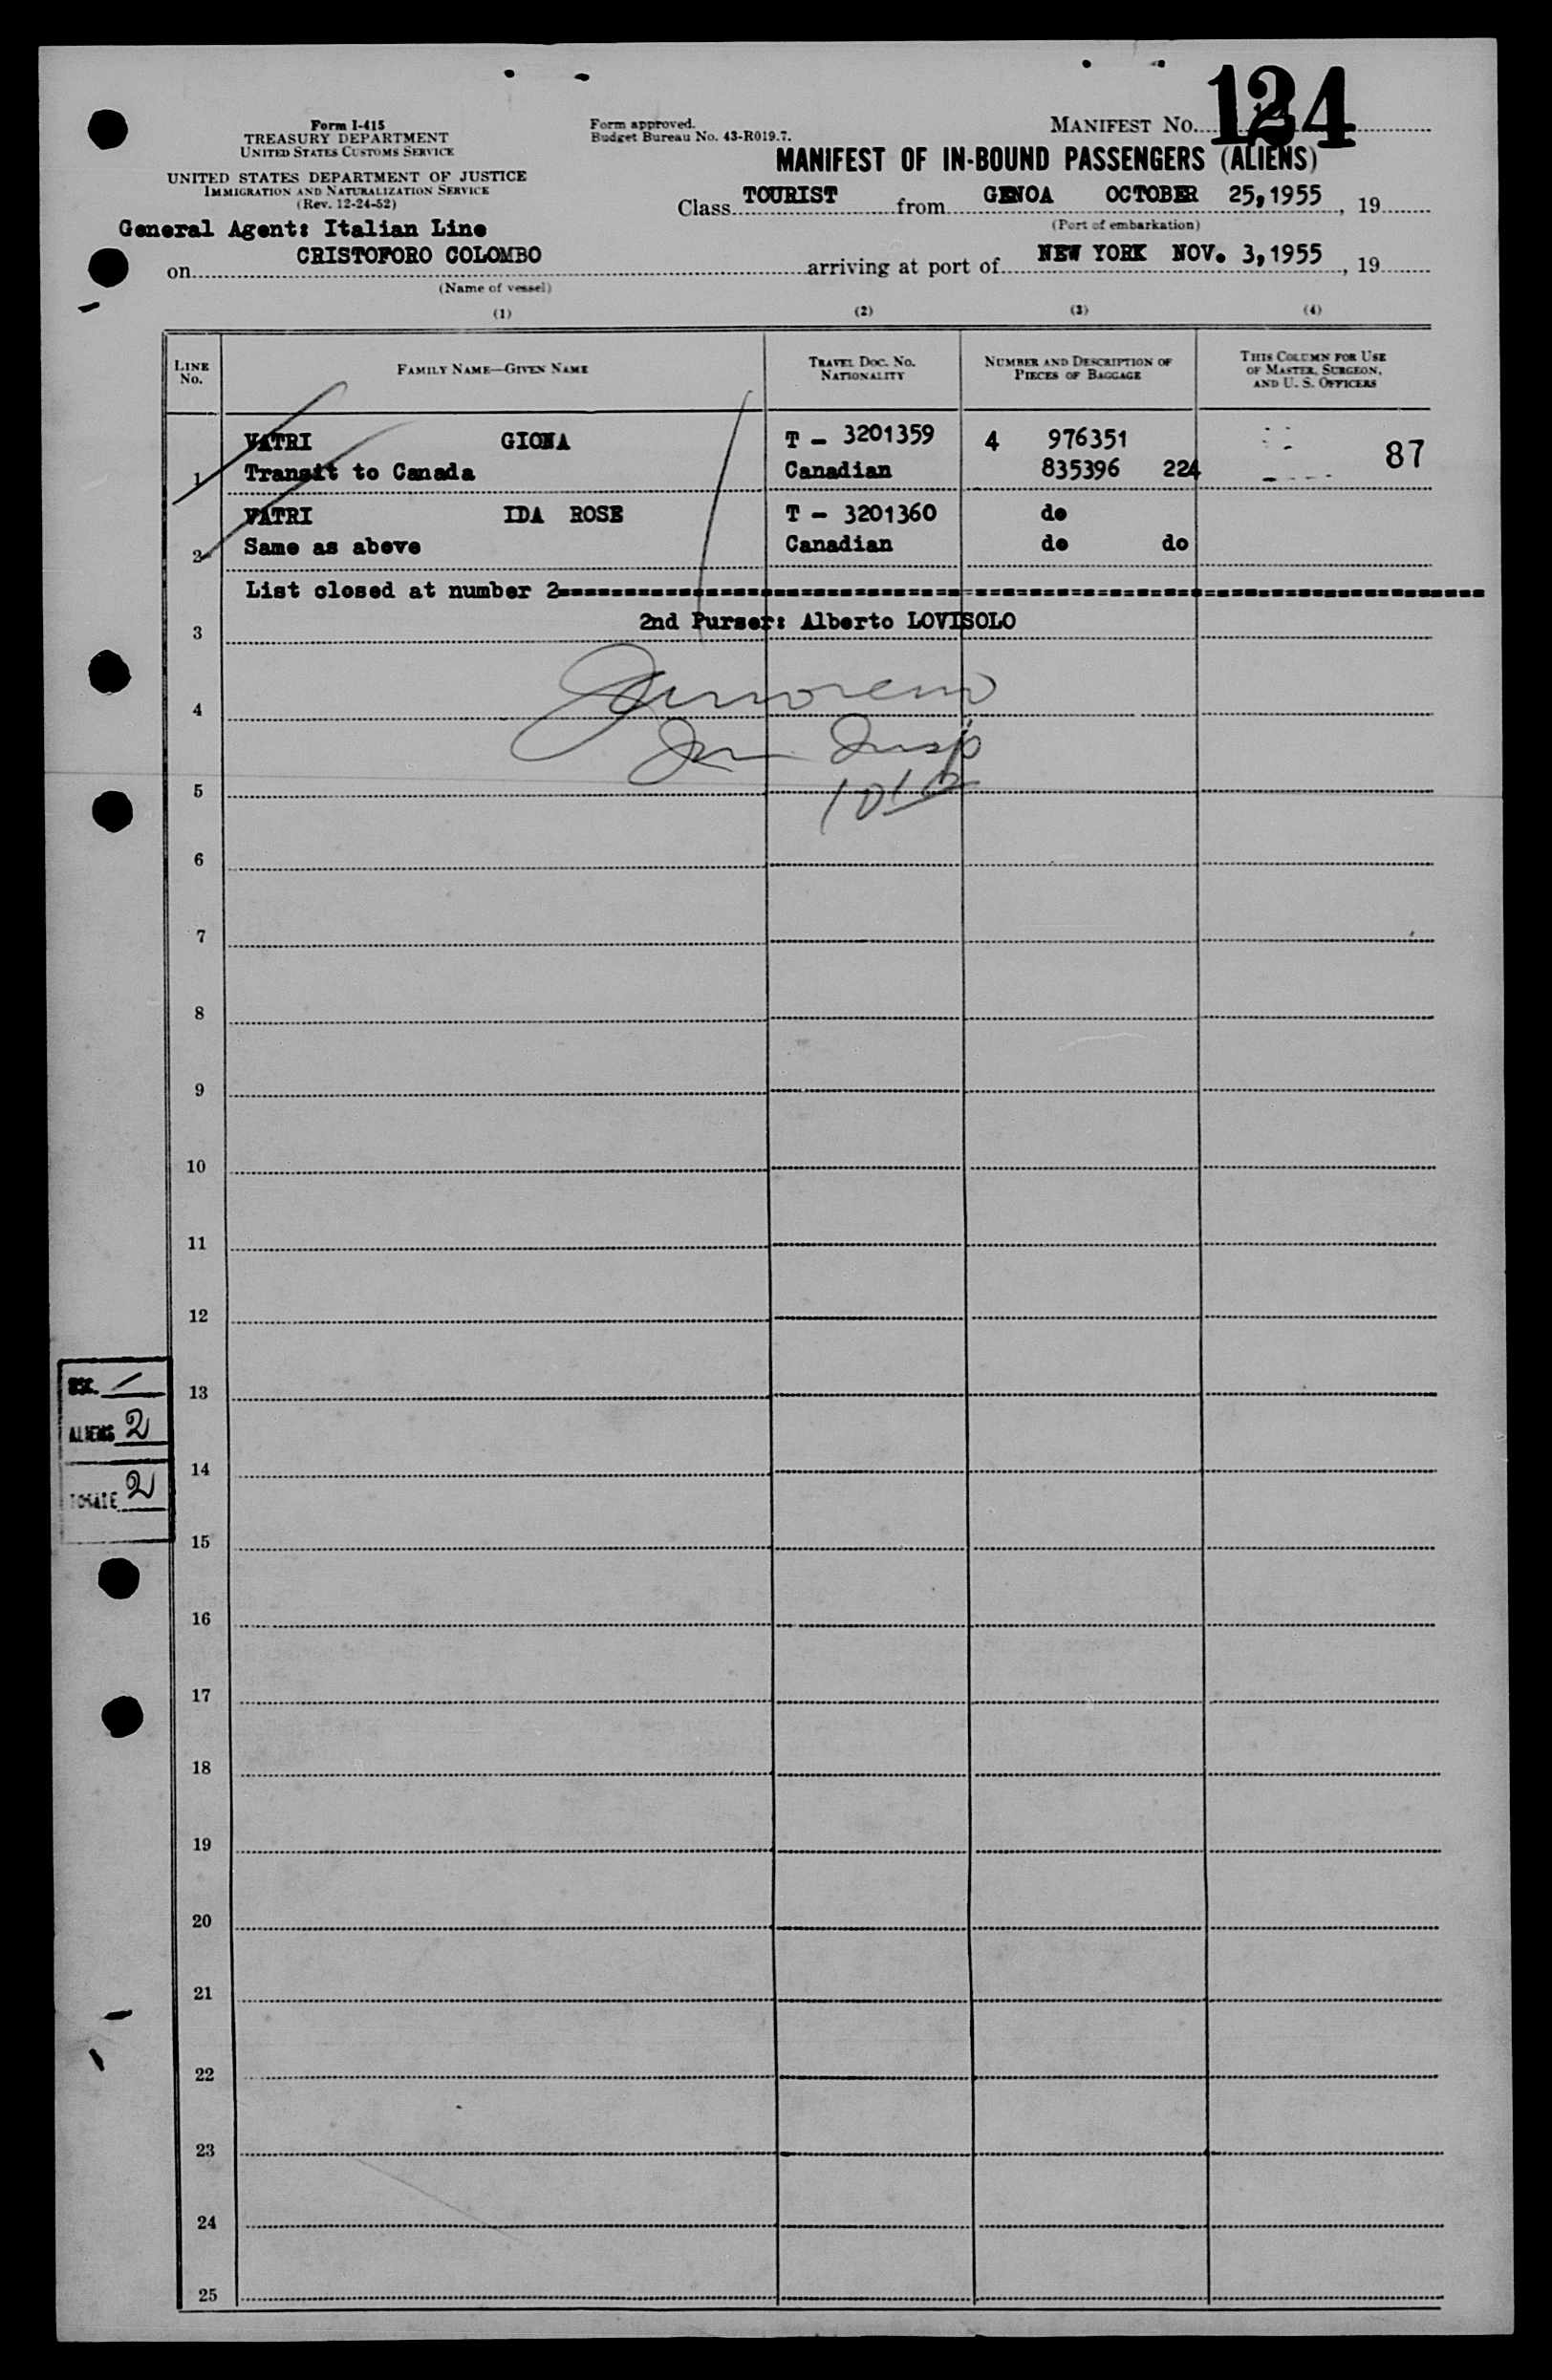 Form I-415
TREASURY DEPARTMENT
UNITED STATES CUSTOMS SERVICE
UNITED STATES DEPARTMENT OF JUSTICE
IMMIGRATION AND NATURALIZATION SERVICE
(Rev. 12-24-52)
Form approved.
Budget Bureau No. 43-R019.7.
MANIFEST NO. 124
MANIFEST OF IN-BOUND PASSENGERS (ALIENS)
Class TOURIST from GENOA OCTOBER 25,1955, 19
(Port of embarkation)
General Agent: Italian Line
on CRISTOFORO COLOMBO arriving at port of NEW YORK NOV. 3,1955, 19
(Name of vessel)
(1) (2) (3) (4)
LINE NO. FAMILY NAME—GIVEN NAME TRAVEL DOC. NO. NATIONALITY NUMBER AND DESCRIPTION OF PIECES OF BAGGAGE THIS COLUMN FOR USE OF MASTER, SURGEON, AND U. S. OFFICERS
VATRI GIONA T - 3201359 4 976351 87
1 Transit to Canada Canadian 835396 224
VATRI IDA ROSE T - 3201360 do
2 Same as above Canadian do do
List closed at number 2
3 2nd Purser: Alberto LOVISOLO
4
Imm Insp
5
6
7
8
9
10
11
12
USC. /
13
ALIENS 2
14
TOTALE 2
15
16
17
18
19
20
21
22
23
24
25